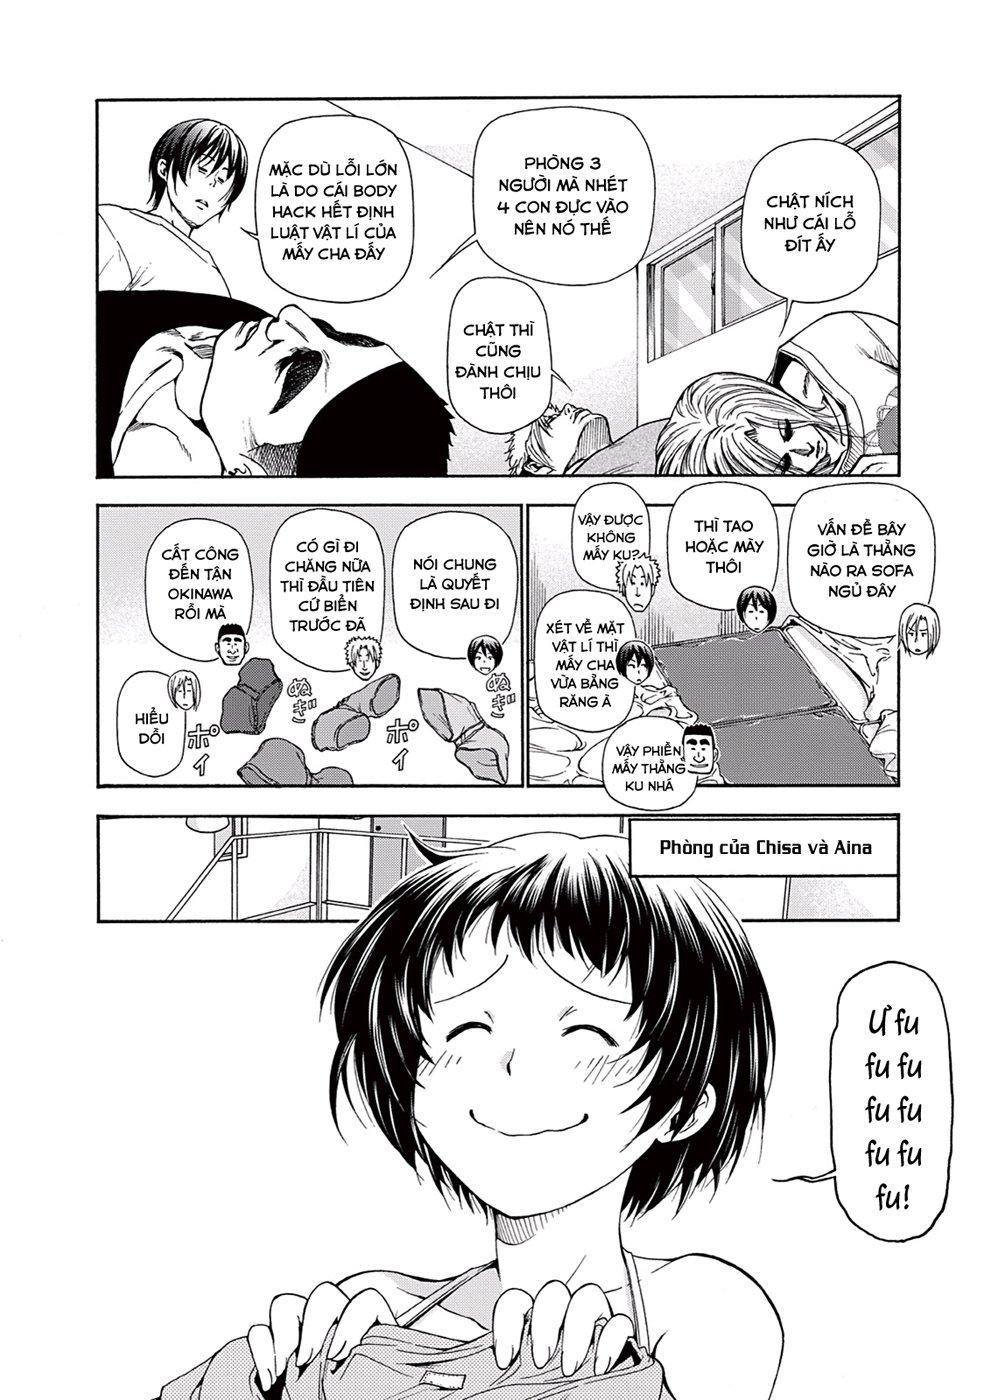 CHẬT NÍCH
NHƯ CÁI LỖ
ĐÍT ẤY
PHÒNG 3
NGƯỜI MÀ NHÉT
4 CON ĐỰC VÀO
NÊN NÓ THẾ
MẶC DÙ LỖI LỚN
LÀ DO CÁI BODY
HACK HẾT ĐỊNH
LUẬT VẬT LÍ CỦA
MẤY CHA ĐẤY
CHẬT THÌ
CŨNG
ĐÀNH CHỊU
THÔI
VẤN ĐỀ BÂY
GIỜ LÀ THẰNG
NÀO RA SOFA
NGỦ ĐÂY
THÌ TAO
HOẶC MÀY
THÔI
VẬY ĐƯỢC
KHÔNG
MẤY KU?
XÉT VỀ MẶT
VẬT LÍ THÌ
MẤY CHA
VỪA BẢNG
RĂNG Á
VẬY PHIỀN
MẤY THẰNG
KU NHÁ
NÓI CHUNG
LÀ QUYẾT
ĐỊNH SAU ĐI
CÓ GÌ ĐI
CHĂNG NỮA
THÌ ĐẦU TIÊN
CỨ BIỂN
TRƯỚC ĐÃ
CẤT CÔNG
ĐẾN TẬN
OKINAWA
RỒI MÀ
HIỂU
DỒI
ぬぎ
ポイ
ぬぎ
ポイ
Phòng của Chisa và Aina
Ư fu
fu fu
fu fu
fu fu
fu!